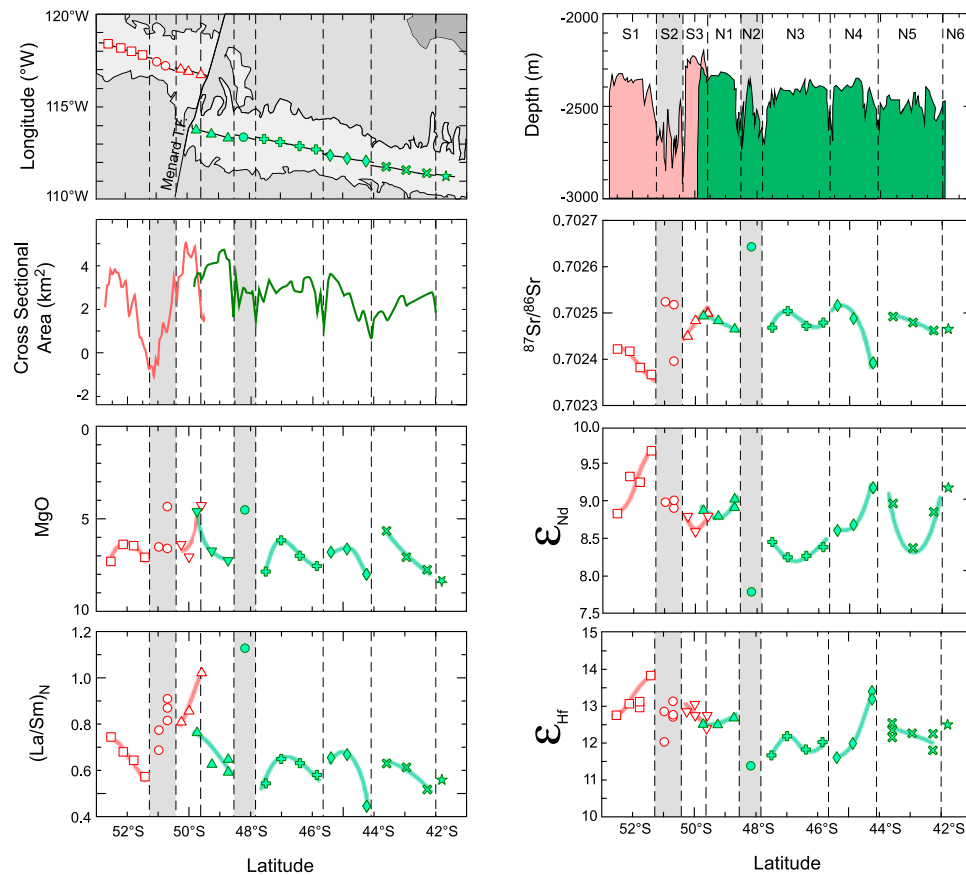 120°W
115°W
110°W
Longitude (°W)
Menard T.F.
-2000
-2500
-3000
Depth (m)
S1 S2 S3 N1 N2 N3 N4 N5 N6
4
2
0
-2
Cross Sectional
Area (km²)
0.7027
0.7026
0.7025
0.7024
0.7023
⁸⁷Sr/⁸⁶Sr
0
5
10
MgO
10.0
9.5
9.0
8.5
8.0
7.5
εNd
1.2
1.0
0.8
0.6
0.4
(La/Sm)N
52°S 50°S 48°S 46°S 44°S 42°S
Latitude
15
14
13
12
11
10
εHf
52°S 50°S 48°S 46°S 44°S 42°S
Latitude